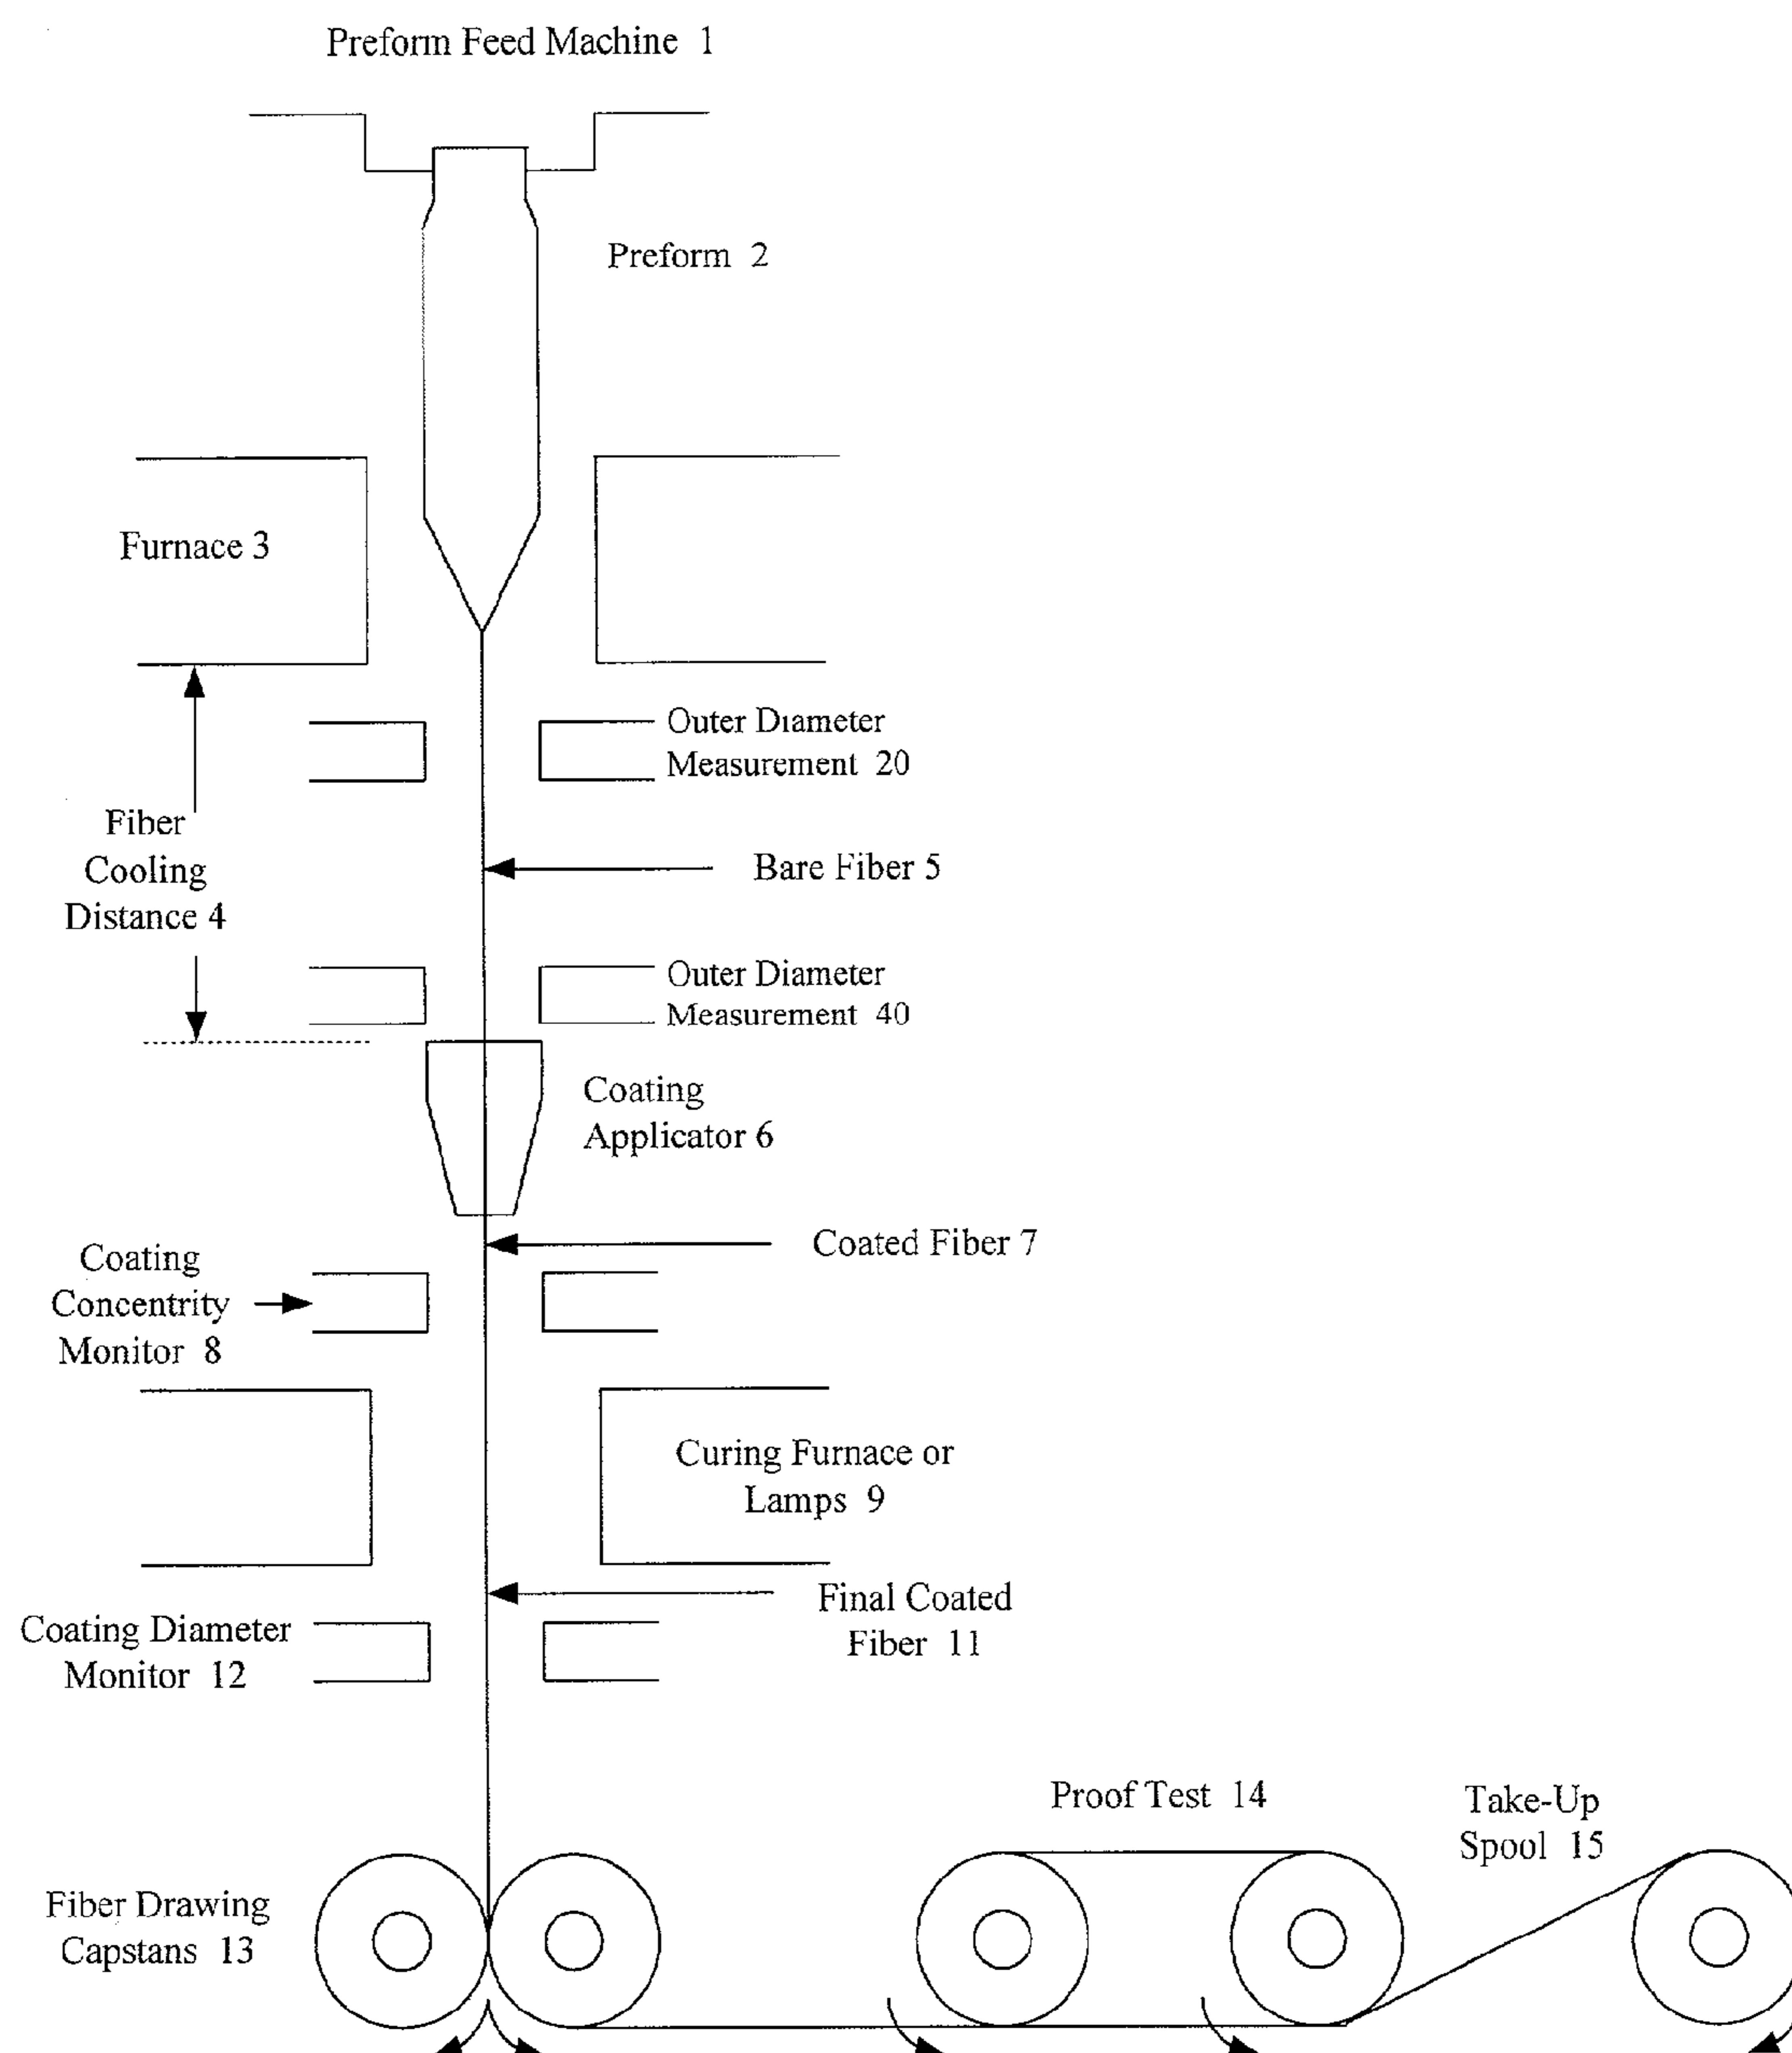 Preform Feed Machine 1
Preform 2
Furnace 3
Outer Diameter
Measurement 20
Fiber
Cooling
Distance 4
Bare Fiber 5
Outer Diameter
Measurement 40
Coating
Applicator 6
Coated Fiber 7
Coating
Concentrity
Monitor 8
Curing Furnace or
Lamps 9
Final Coated
Fiber 11
Coating Diameter
Monitor 12
Proof Test 14
Take-Up
Spool 15
Fiber Drawing
Capstans 13